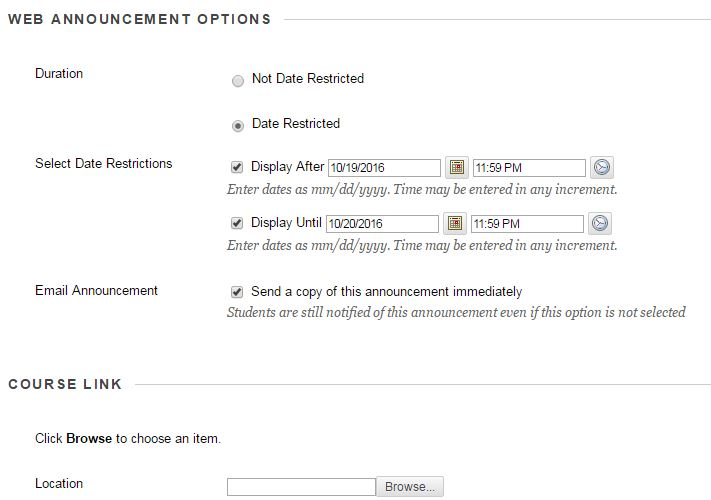 WEB ANNOUNCEMENT OPTIONS
Duration
Not Date Restricted
Date Restricted
Select Date Restrictions
Display After 10/19/2016 11:59 PM
Enter dates as mm/dd/yyyy. Time may be entered in any increment.
Display Until 10/20/2016 11:59 PM
Enter dates as mm/dd/yyyy. Time may be entered in any increment.
Email Announcement
Send a copy of this announcement immediately
Students are still notified of this announcement even if this option is not selected
COURSE LINK
Click Browse to choose an item.
Location
Browse...